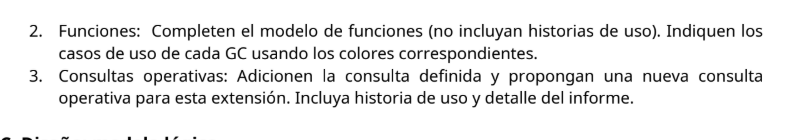 2. Funciones: Completen el modelo de funciones (no incluyan historias de uso). Indiquen los
casos de uso de cada GC usando los colores correspondientes.
3. Consultas operativas: Adicionen la consulta definida y propongan una nueva consulta
operativa para esta extensión. Incluya historia de uso y detalle del informe.